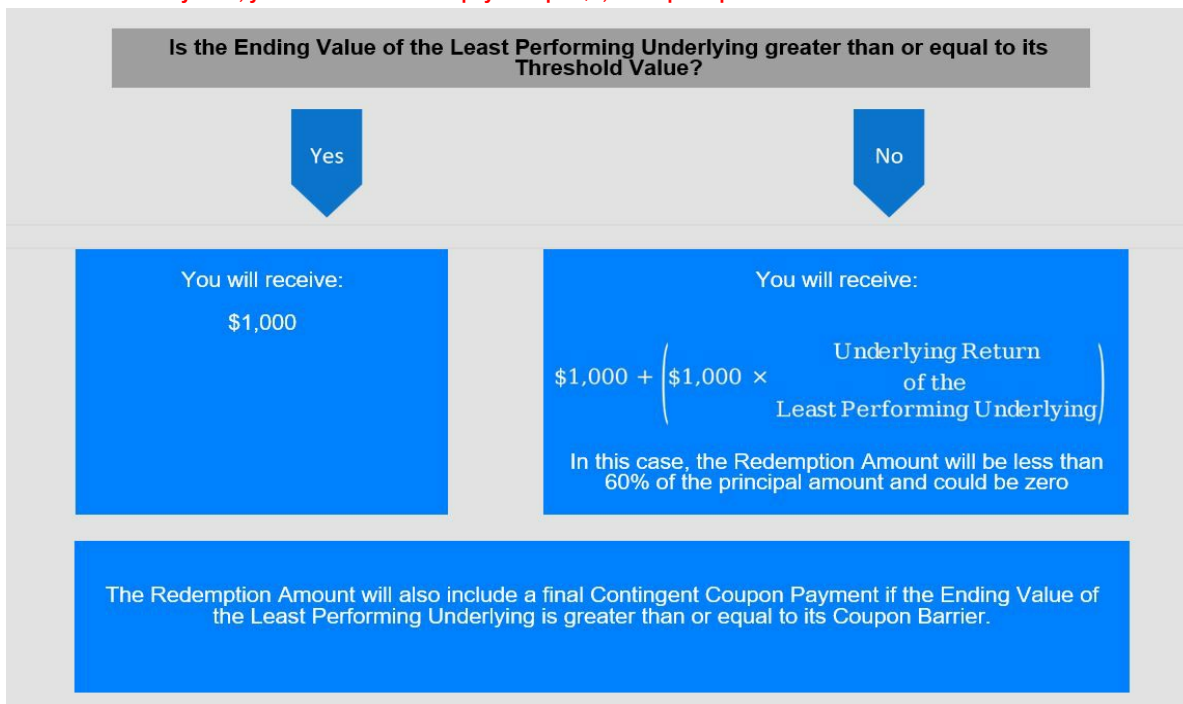 Is the Ending Value of the Least Performing Underlying greater than or equal to its
Threshold Value?
Yes
No
You will receive:
$1,000
You will receive:
$1,000 + ($1,000 × Underlying Return
of the
Least Performing Underlying)
In this case, the Redemption Amount will be less than
60% of the principal amount and could be zero
The Redemption Amount will also include a final Contingent Coupon Payment if the Ending Value of
the Least Performing Underlying is greater than or equal to its Coupon Barrier.